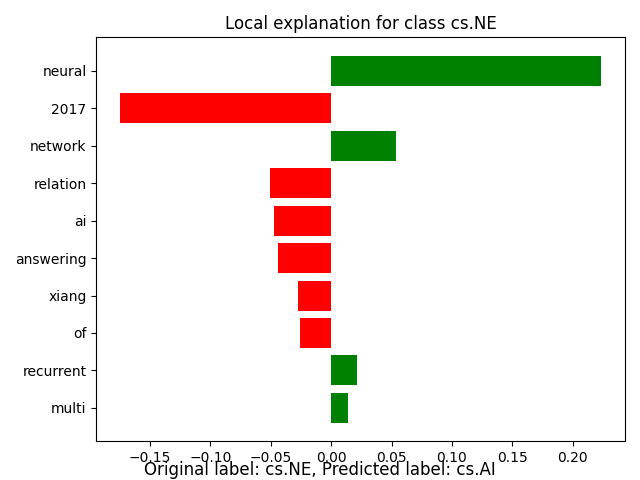 Local explanation for class cs.NE
neural
2017
network
relation
ai
answering
xiang
of
recurrent
multi
−0.15 −0.10 −0.05 0.00 0.05 0.10 0.15 0.20
Original label: cs.NE, Predicted label: cs.AI